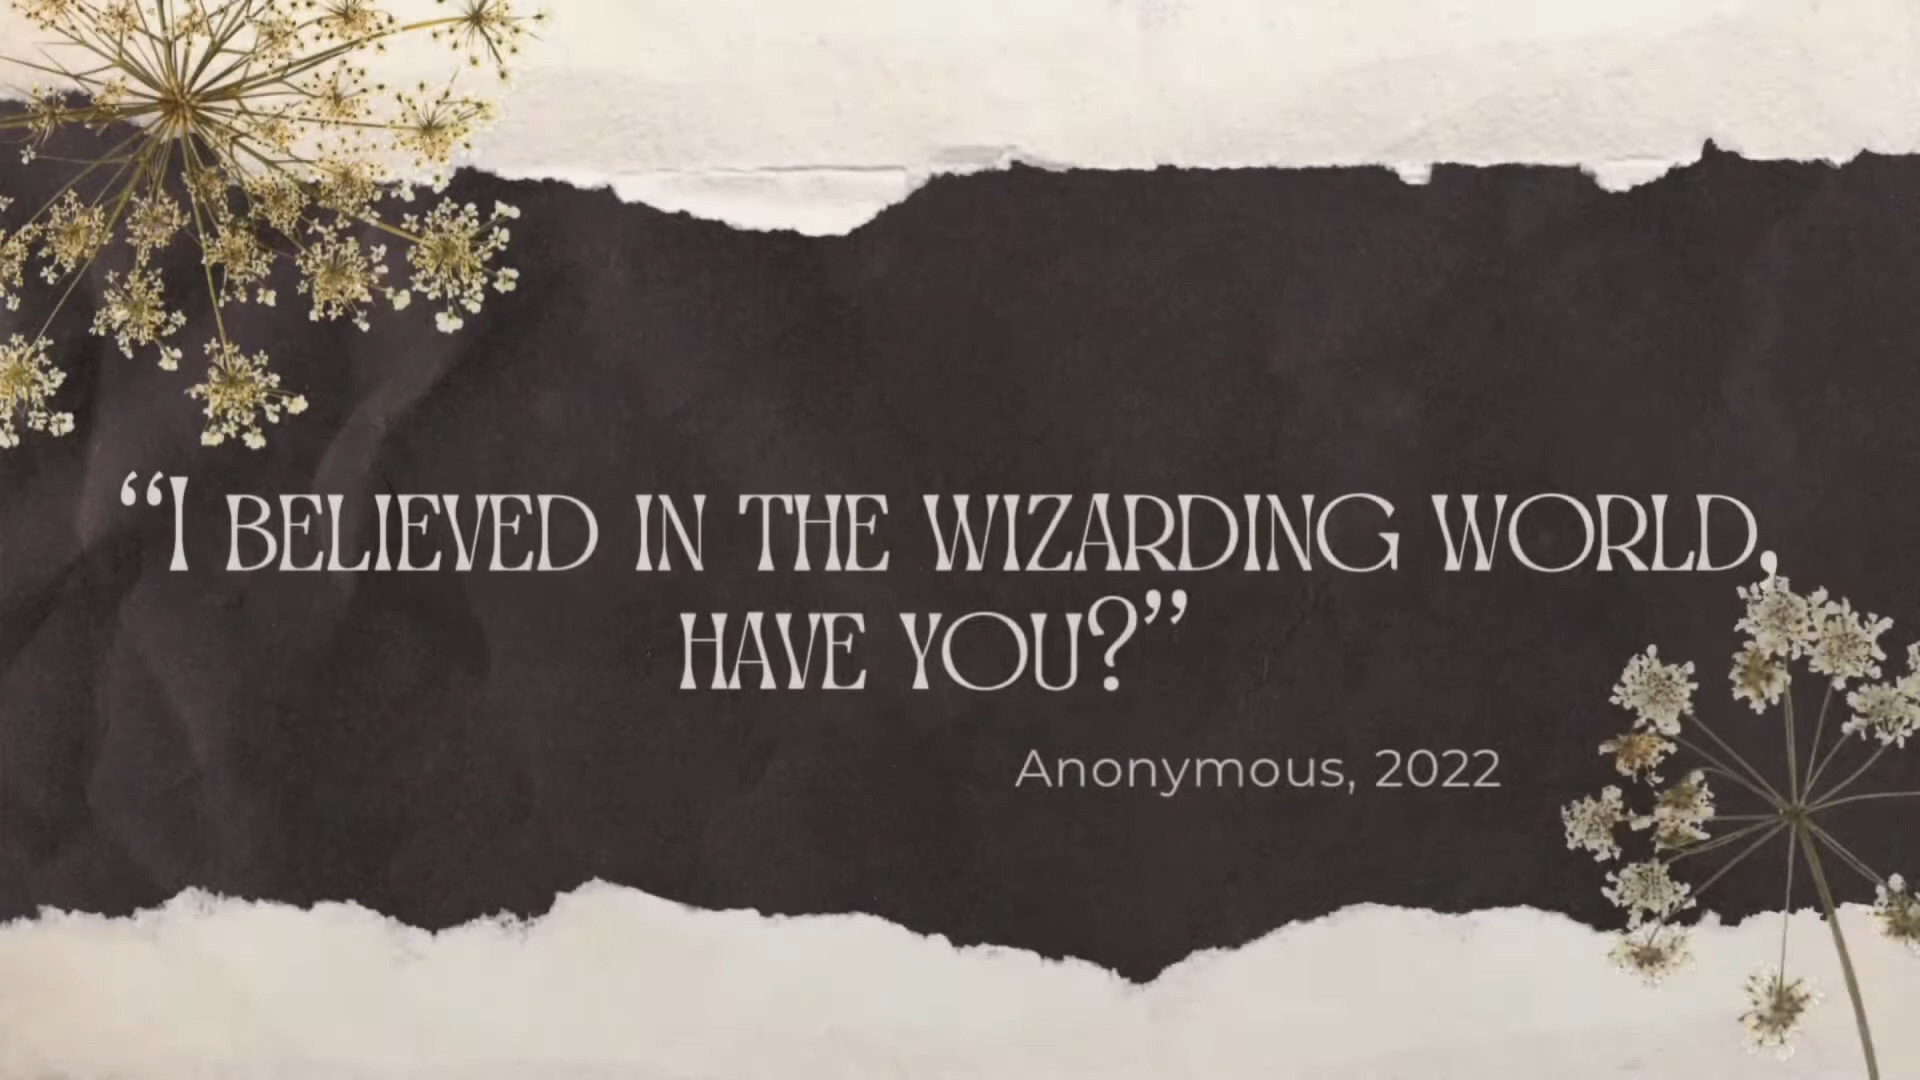 “I BELIEVED IN THE WIZARDING WORLD,
HAVE YOU?”
Anonymous, 2022